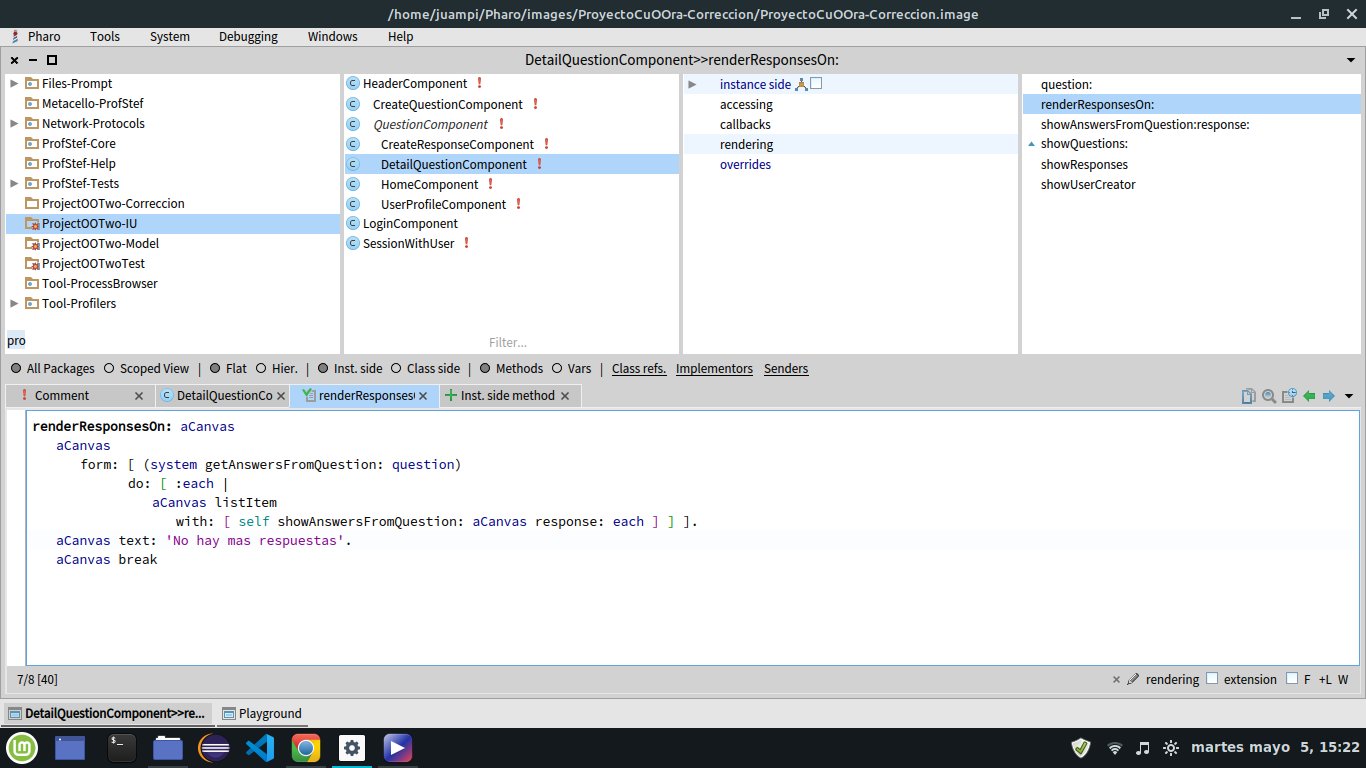 /home/juampi/Pharo/images/ProyectoCuOOra-Correccion/ProyectoCuOOra-Correccion.image
Pharo Tools System Debugging Windows Help
DetailQuestionComponent>>renderResponsesOn:
Files-Prompt
Metacello-ProfStef
Network-Protocols
ProfStef-Core
ProfStef-Help
ProfStef-Tests
ProjectOOTwo-Correccion
ProjectOOTwo-IU
ProjectOOTwo-Model
ProjectOOTwoTest
Tool-ProcessBrowser
Tool-Profilers
pro
HeaderComponent !
CreateQuestionComponent !
QuestionComponent !
CreateResponseComponent !
DetailQuestionComponent !
HomeComponent !
UserProfileComponent !
LoginComponent
SessionWithUser !
Filter...
instance side
accessing
callbacks
rendering
overrides
question:
renderResponsesOn:
showAnswersFromQuestion:response:
showQuestions:
showResponses
showUserCreator
All Packages Scoped View | Flat Hier. | Inst. side Class side | Methods Vars | Class refs. Implementors Senders
! Comment DetailQuestionCo renderResponses( Inst. side method
renderResponsesOn: aCanvas
aCanvas
form: [ (system getAnswersFromQuestion: question)
do: [ :each |
aCanvas listItem
with: [ self showAnswersFromQuestion: aCanvas response: each ] ] ].
aCanvas text: 'No hay mas respuestas'.
aCanvas break
7/8 [40]
rendering extension F +L W
DetailQuestionComponent>>re... Playground
martes mayo 5, 15:22